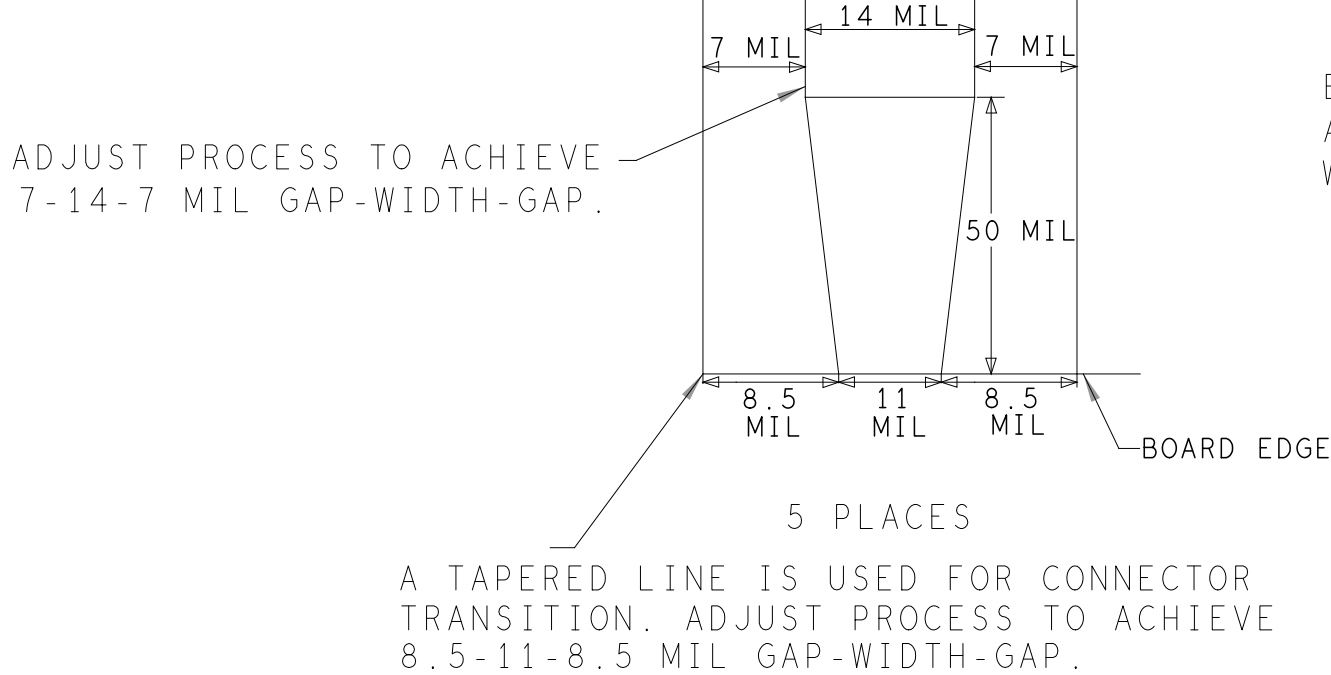 14 MIL
7 MIL
7 MIL
ADJUST PROCESS TO ACHIEVE
7-14-7 MIL GAP-WIDTH-GAP.
50 MIL
8.5
MIL
11
MIL
8.5
MIL
BOARD EDGE
5 PLACES
A TAPERED LINE IS USED FOR CONNECTOR
TRANSITION. ADJUST PROCESS TO ACHIEVE
8.5-11-8.5 MIL GAP-WIDTH-GAP.